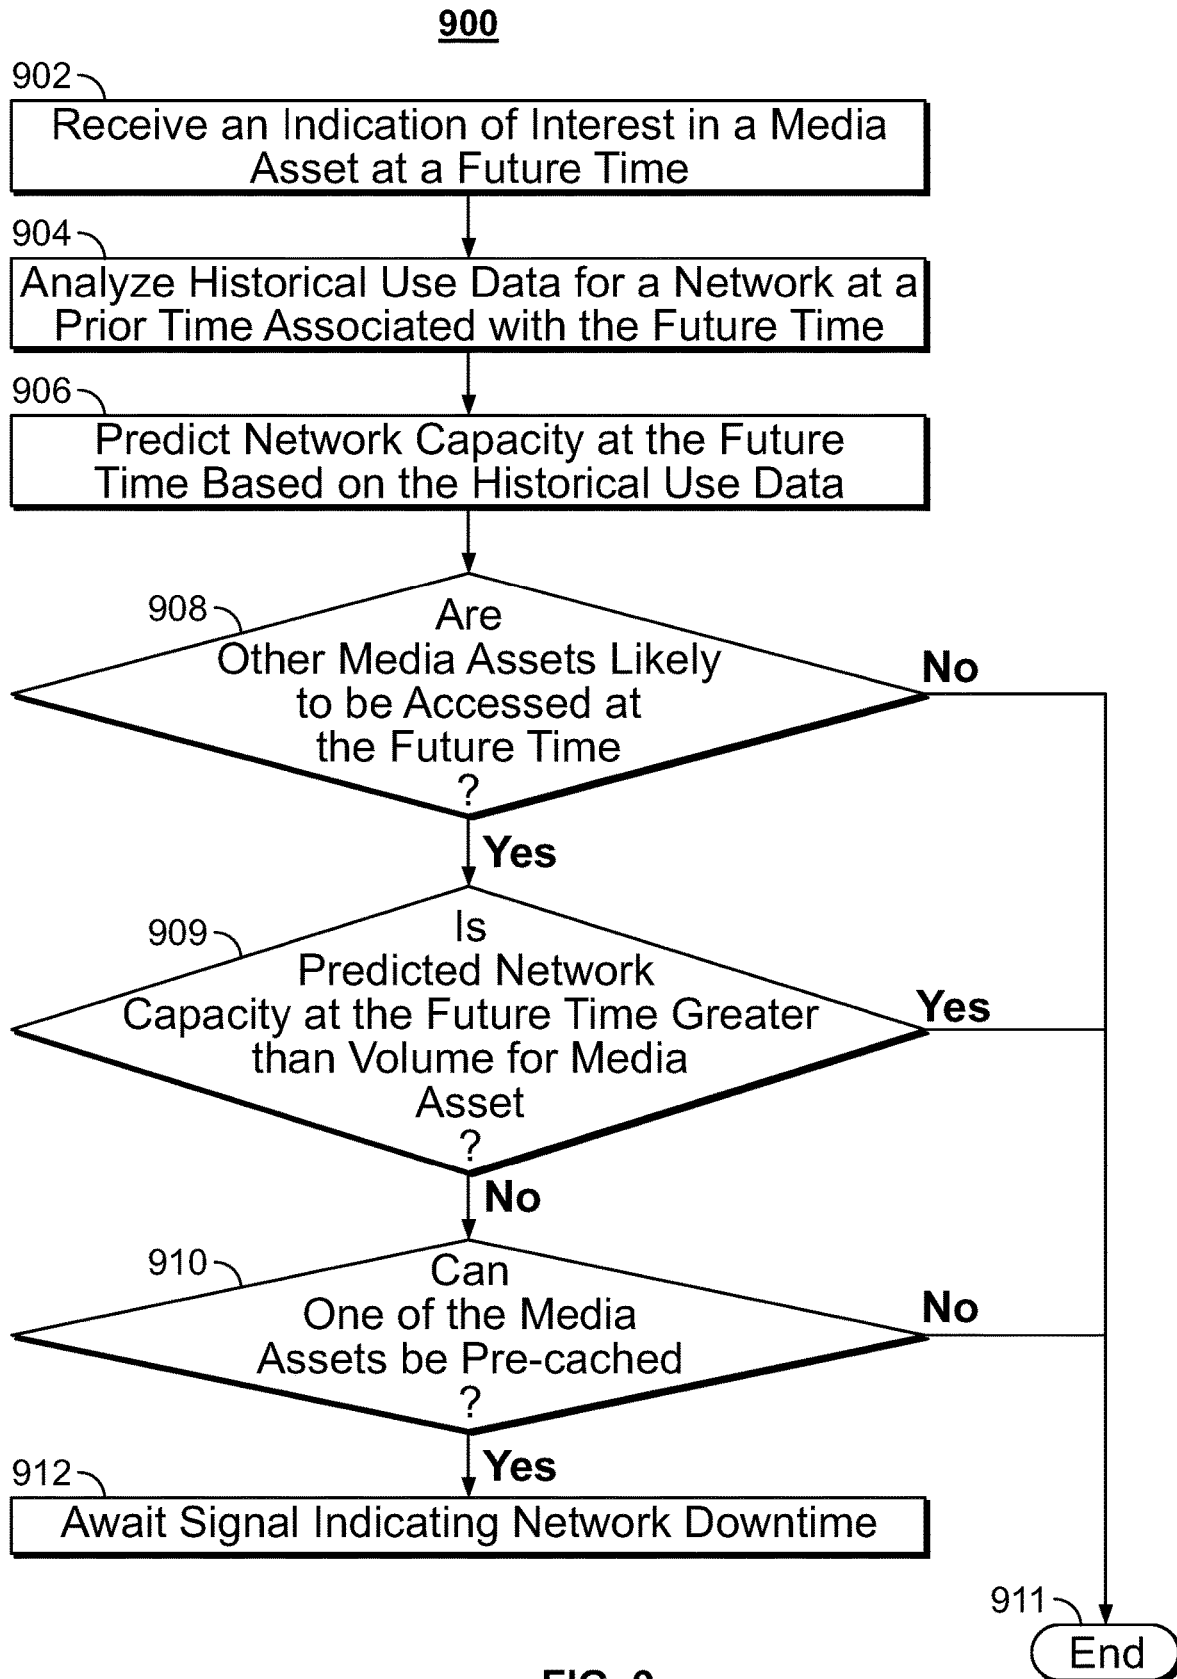 900
902
Receive an Indication of Interest in a Media
Asset at a Future Time
904
Analyze Historical Use Data for a Network at a
Prior Time Associated with the Future Time
906
Predict Network Capacity at the Future
Time Based on the Historical Use Data
908
Are
Other Media Assets Likely
to be Accessed at
the Future Time
?
No
Yes
909
Is
Predicted Network
Capacity at the Future Time Greater
than Volume for Media
Asset
?
Yes
No
910
Can
One of the Media
Assets be Pre-cached
?
No
Yes
912
Await Signal Indicating Network Downtime
911
End